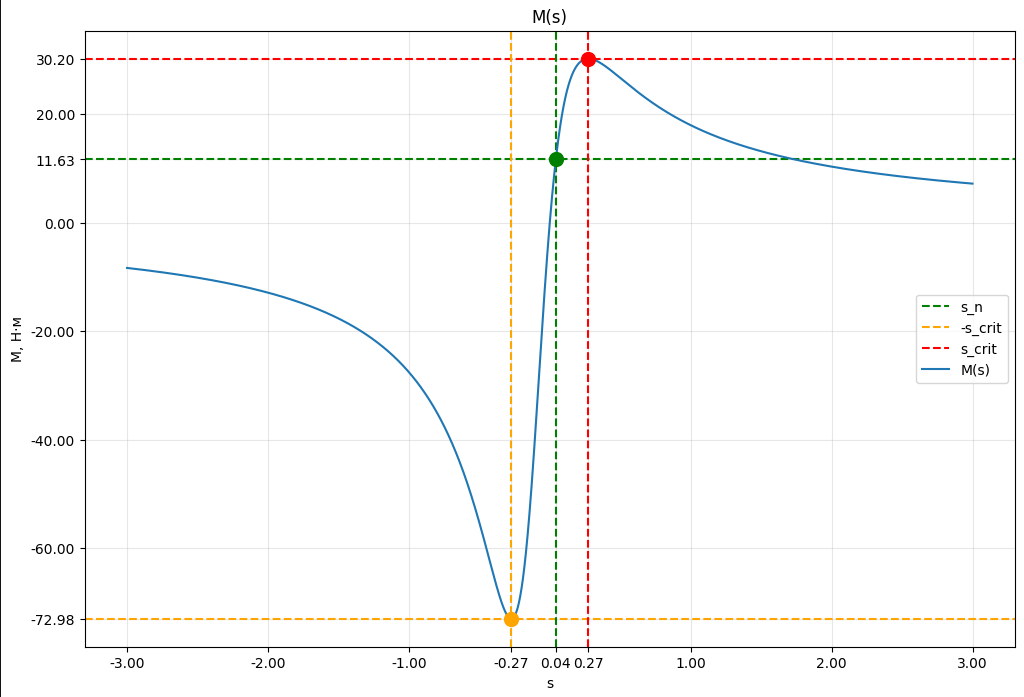 M(s)
30.20
20.00
11.63
0.00
-20.00
-40.00
-60.00
-72.98
M, Н·м
s_n
-s_crit
s_crit
M(s)
-3.00
-2.00
-1.00
-0.27
0.04
0.27
1.00
2.00
3.00
s